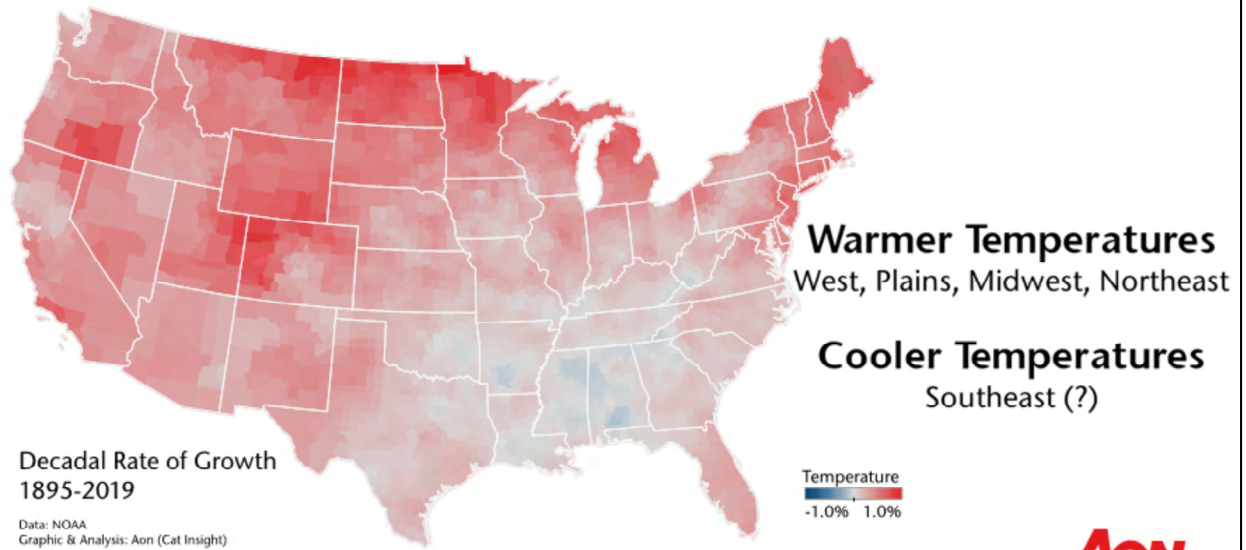 Warmer Temperatures
West, Plains, Midwest, Northeast
Cooler Temperatures
Southeast (?)
Decadal Rate of Growth
1895-2019
Data: NOAA
Graphic & Analysis: Aon (Cat Insight)
Temperature
-1.0% 1.0%
AON